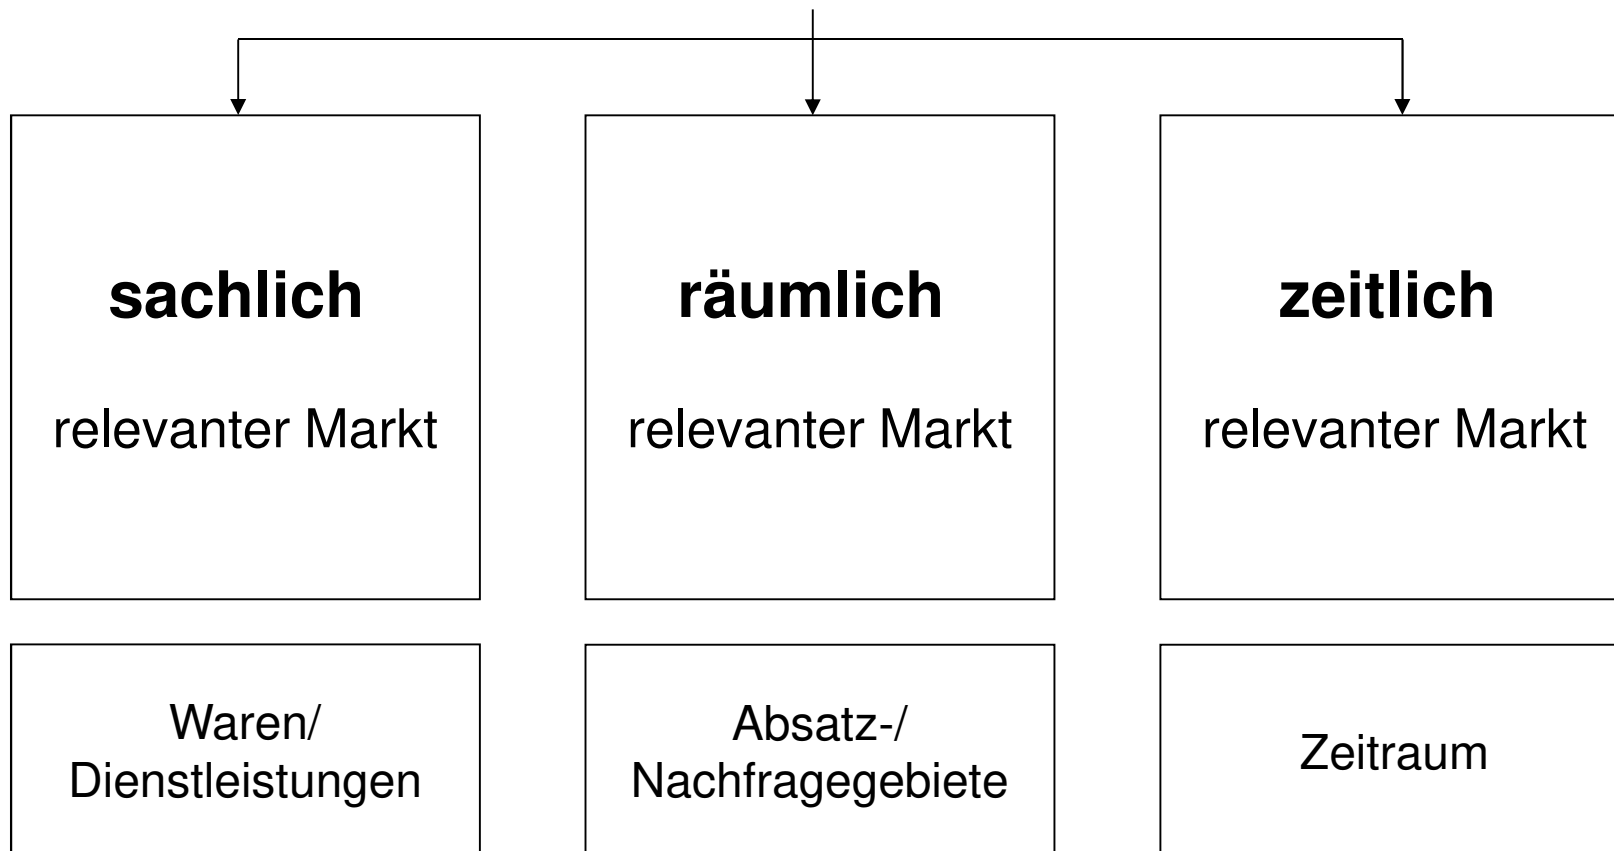 sachlich
relevanter Markt
räumlich
relevanter Markt
zeitlich
relevanter Markt
Waren/
Dienstleistungen
Absatz-/
Nachfragegebiete
Zeitraum